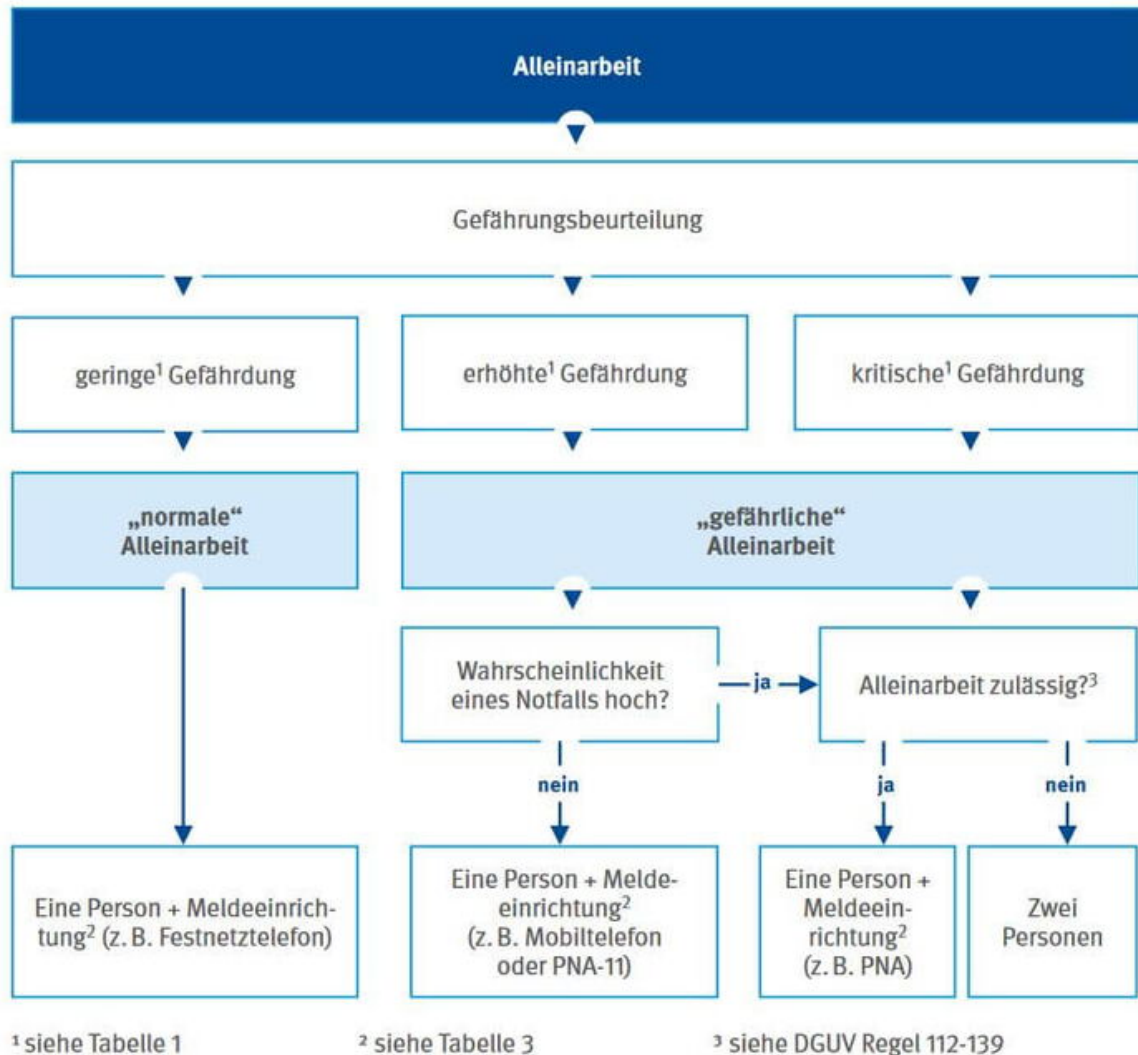 Alleinarbeit
Gefährungsbeurteilung
geringe¹ Gefährdung
erhöhte¹ Gefährdung
kritische¹ Gefährdung
„normale“
Alleinarbeit
„gefährliche“
Alleinarbeit
Wahrscheinlichkeit
eines Notfalls hoch?
ja
Alleinarbeit zulässig?³
nein
ja
nein
Eine Person + Meldeeinrich-
tung² (z. B. Festnetztelefon)
Eine Person + Melde-
einrichtung²
(z. B. Mobiltelefon
oder PNA-11)
Eine Person +
Meldeein-
richtung²
(z. B. PNA)
Zwei
Personen
¹ siehe Tabelle 1
² siehe Tabelle 3
³ siehe DGUV Regel 112-139